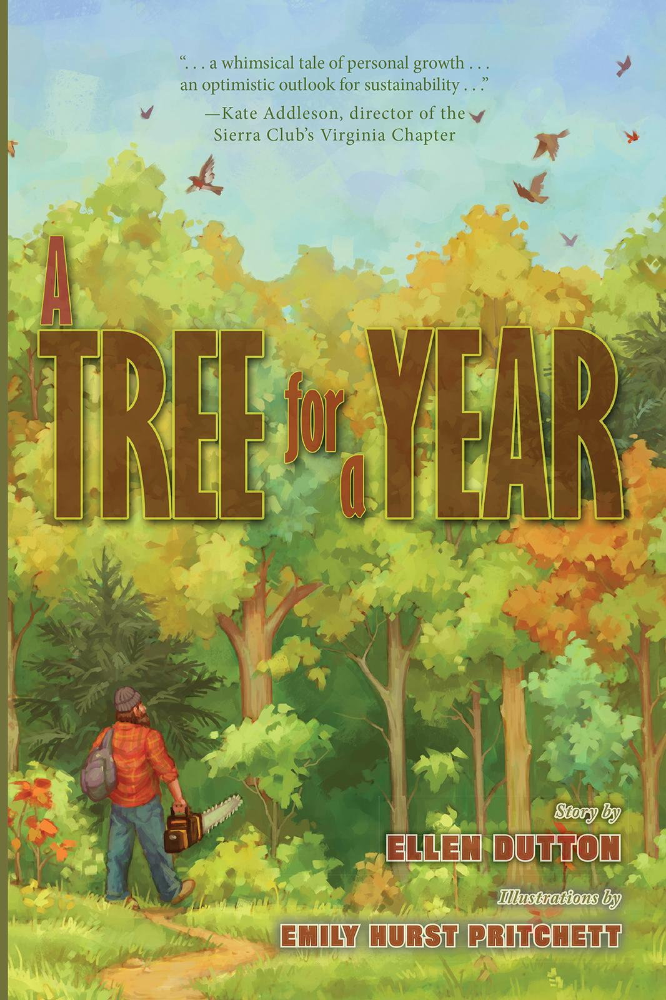 “. . . a whimsical tale of personal growth . . .
an optimistic outlook for sustainability . . .”
—Kate Addleson, director of the
Sierra Club’s Virginia Chapter
A
TREE for a YEAR
Story by
ELLEN DUTTON
Illustrations by
EMILY HURST PRITCHETT